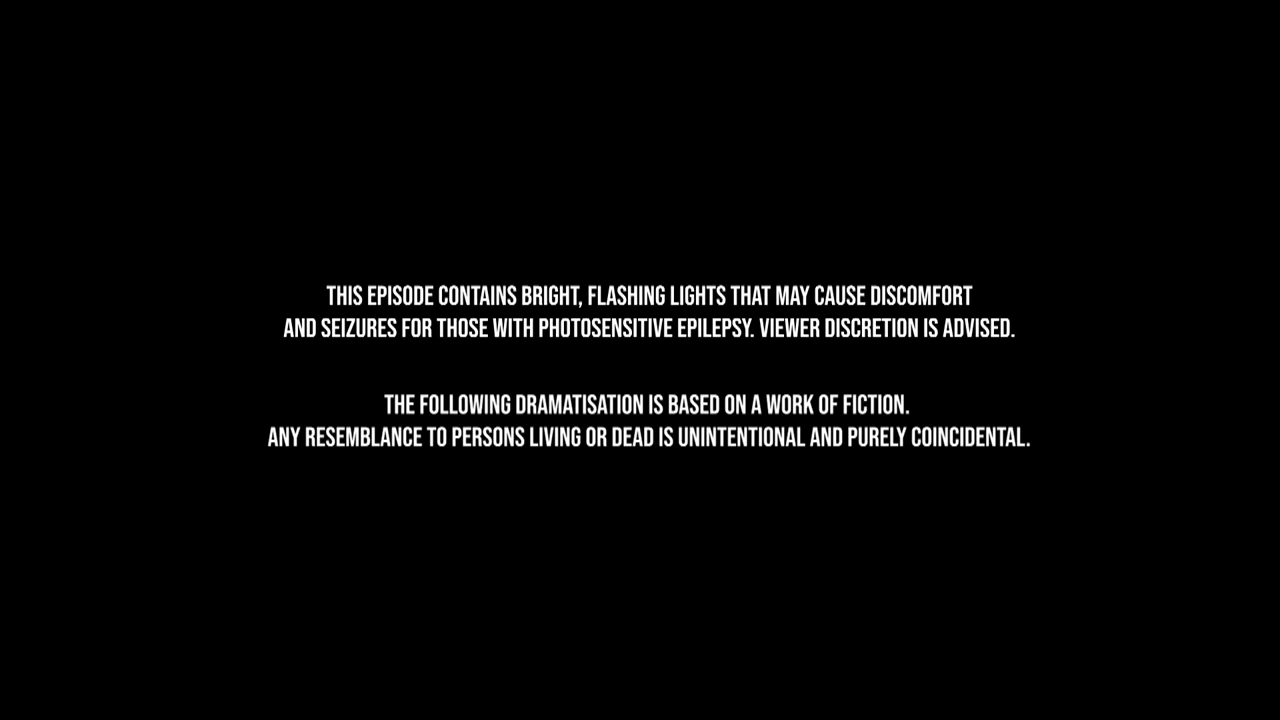 THIS EPISODE CONTAINS BRIGHT, FLASHING LIGHTS THAT MAY CAUSE DISCOMFORT
AND SEIZURES FOR THOSE WITH PHOTOSENSITIVE EPILEPSY. VIEWER DISCRETION IS ADVISED.
THE FOLLOWING DRAMATISATION IS BASED ON A WORK OF FICTION.
ANY RESEMBLANCE TO PERSONS LIVING OR DEAD IS UNINTENTIONAL AND PURELY COINCIDENTAL.